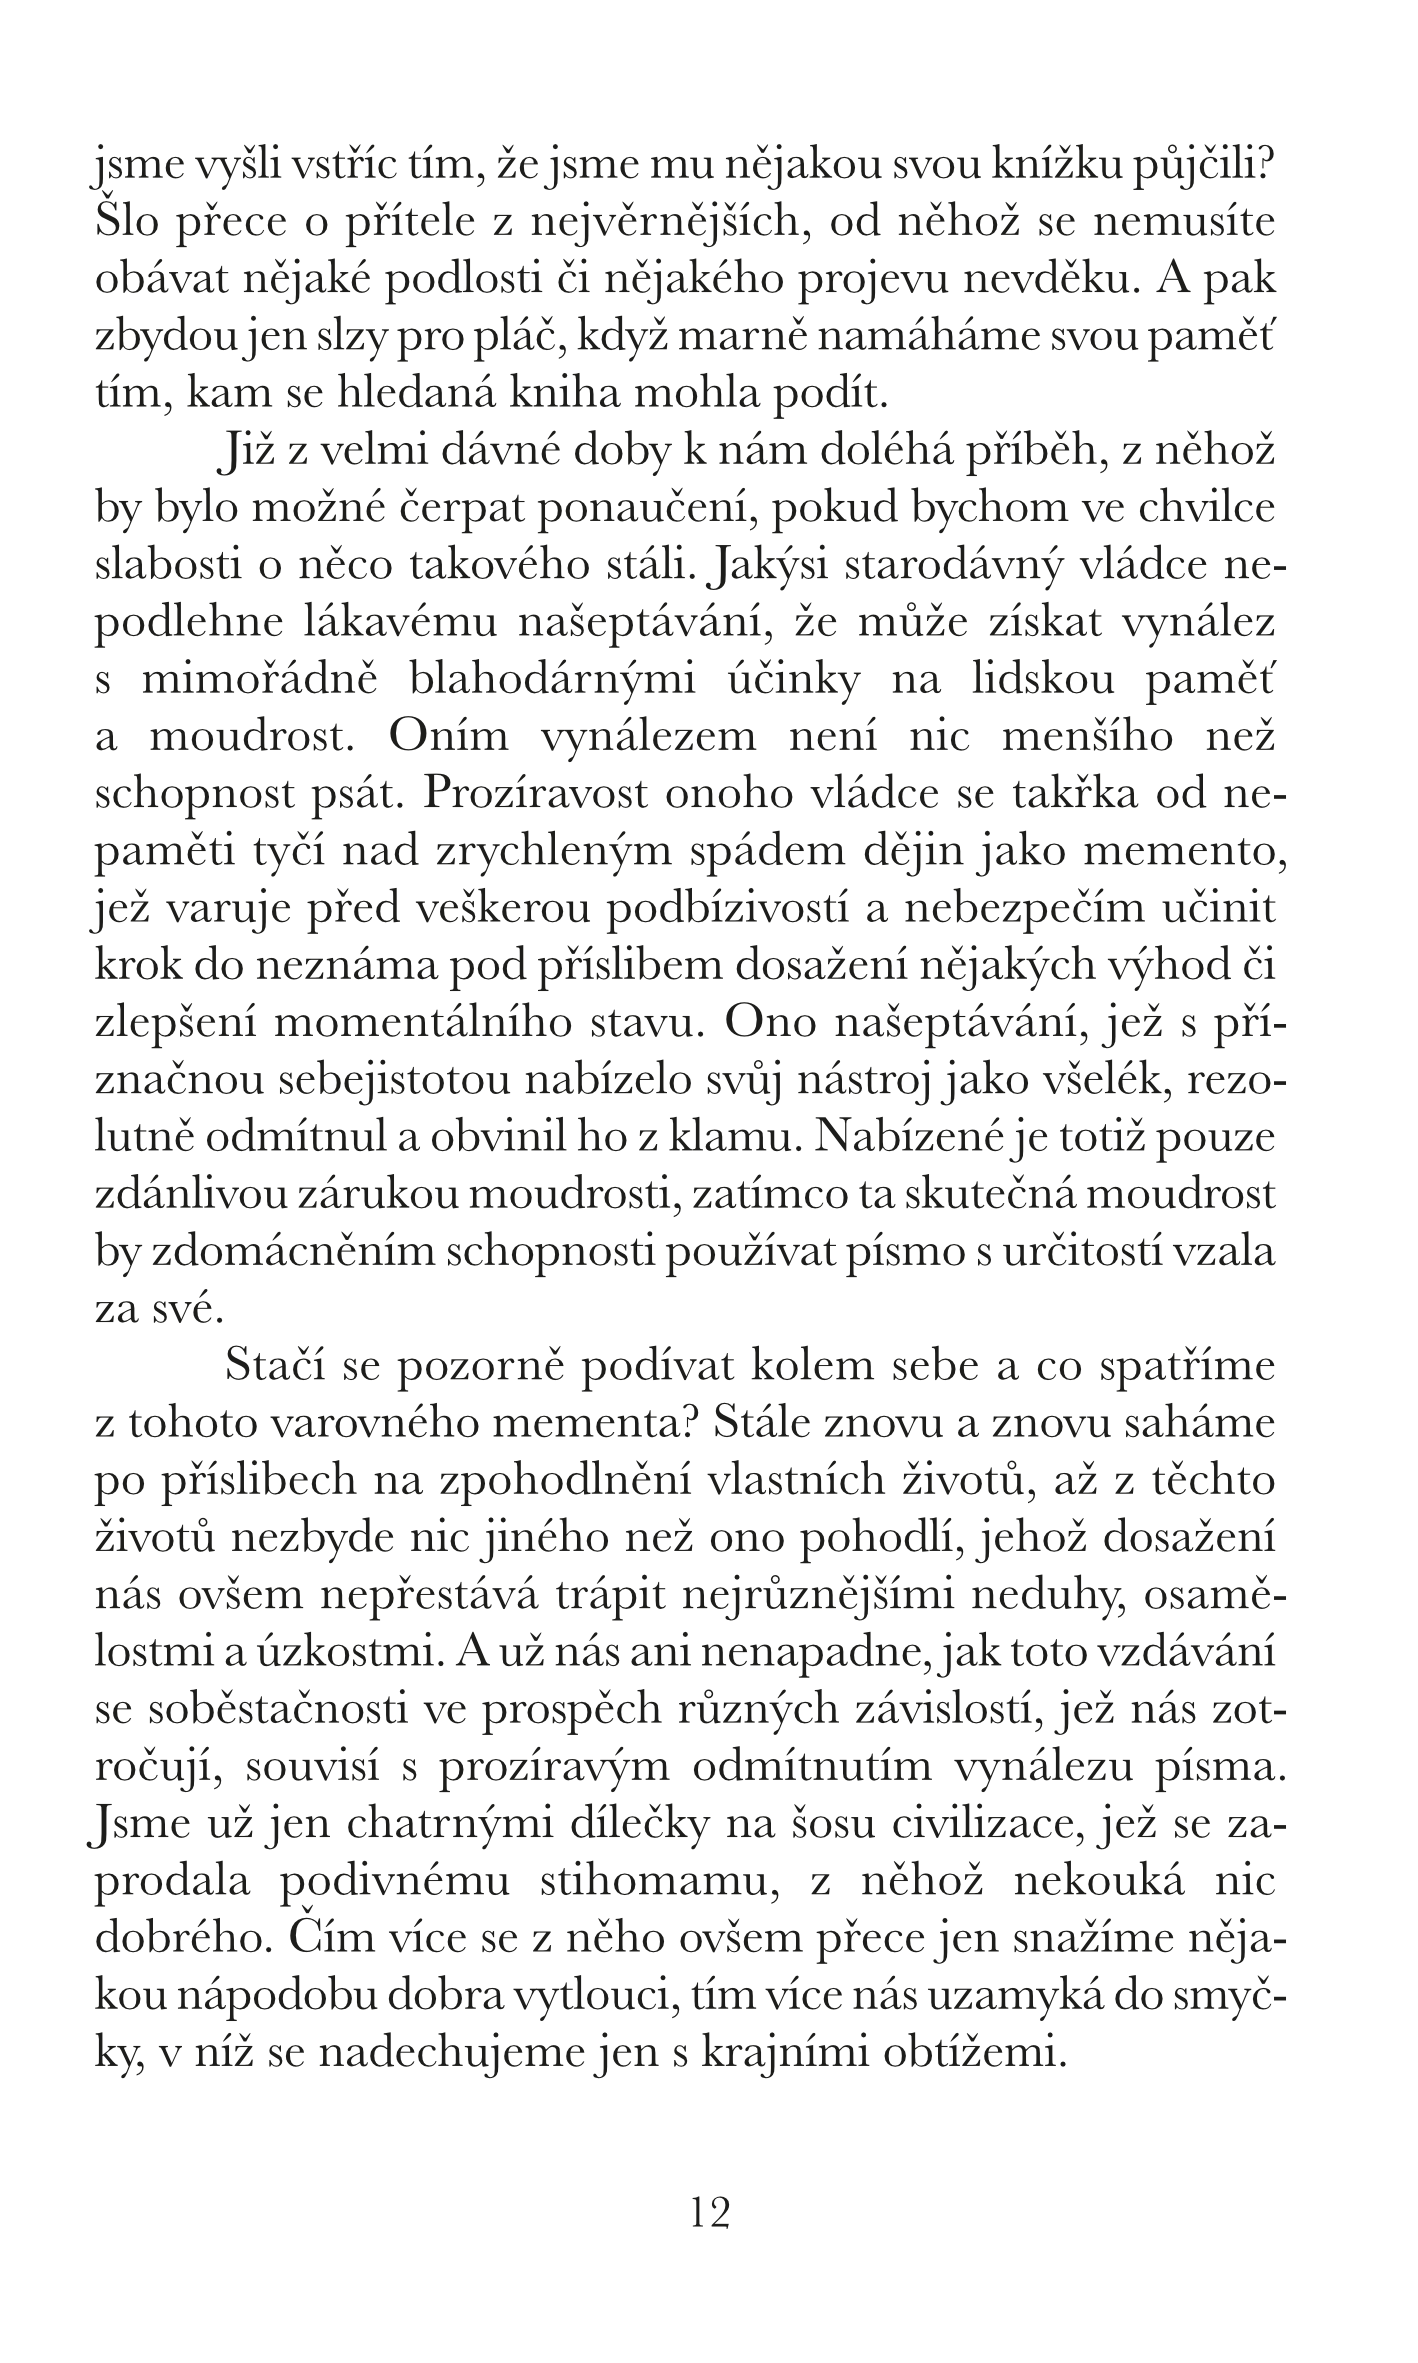 jsme vyšli vstříc tím, že jsme mu nějakou svou knížku půjčili?
Šlo přece o přítele z nejvěrnějších, od něhož se nemusíte
obávat nějaké podlosti či nějakého projevu nevděku. A pak
zbydou jen slzy pro pláč, když marně namáháme svou paměť
tím, kam se hledaná kniha mohla podít.
Již z velmi dávné doby k nám doléhá příběh, z něhož
by bylo možné čerpat ponaučení, pokud bychom ve chvilce
slabosti o něco takového stáli. Jakýsi starodávný vládce ne-
podlehne lákavému našeptávání, že může získat vynález
s mimořádně blahodárnými účinky na lidskou paměť
a moudrost. Oním vynálezem není nic menšího než
schopnost psát. Prozíravost onoho vládce se takřka od ne-
paměti tyčí nad zrychleným spádem dějin jako memento,
jež varuje před veškerou podbízivostí a nebezpečím učinit
krok do neznáma pod příslibem dosažení nějakých výhod či
zlepšení momentálního stavu. Ono našeptávání, jež s pří-
značnou sebejistotou nabízelo svůj nástroj jako všelék, rezo-
lutně odmítnul a obvinil ho z klamu. Nabízené je totiž pouze
zdánlivou zárukou moudrosti, zatímco ta skutečná moudrost
by zdomácněním schopnosti používat písmo s určitostí vzala
za své.
Stačí se pozorně podívat kolem sebe a co spatříme
z tohoto varovného mementa? Stále znovu a znovu saháme
po příslibech na zpohodlnění vlastních životů, až z těchto
životů nezbyde nic jiného než ono pohodlí, jehož dosažení
nás ovšem nepřestává trápit nejrůznějšími neduhy, osamě-
lostmi a úzkostmi. A už nás ani nenapadne, jak toto vzdávání
se soběstačnosti ve prospěch různých závislostí, jež nás zot-
ročují, souvisí s prozíravým odmítnutím vynálezu písma.
Jsme už jen chatrnými dílečky na šosu civilizace, jež se za-
prodala podivnému stihomamu, z něhož nekouká nic
dobrého. Čím více se z něho ovšem přece jen snažíme něja-
kou nápodobu dobra vytlouci, tím více nás uzamyká do smyč-
ky, v níž se nadechujeme jen s krajními obtížemi.
12